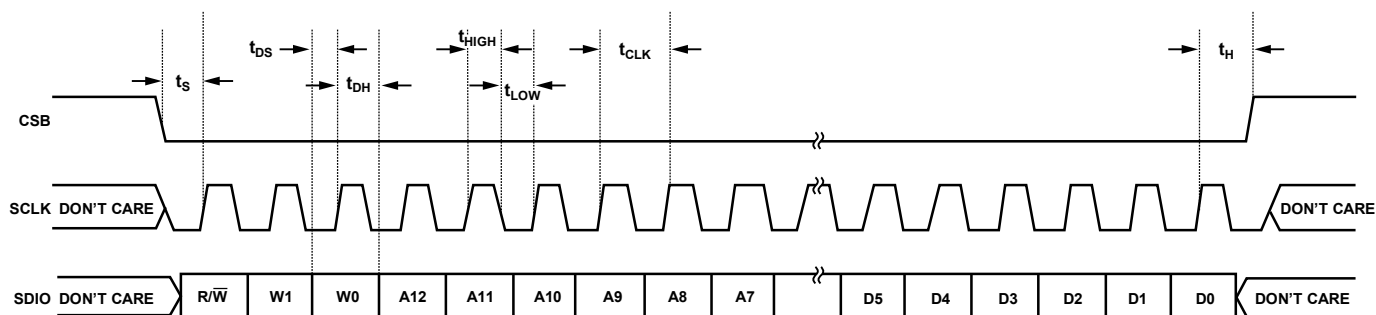 tDS
tHIGH
tCLK
tH
tS
tDH
tLOW
CSB
SCLK DON'T CARE
DON'T CARE
SDIO DON'T CARE
R/W̅ W1 W0 A12 A11 A10 A9 A8 A7 D5 D4 D3 D2 D1 D0
DON'T CARE